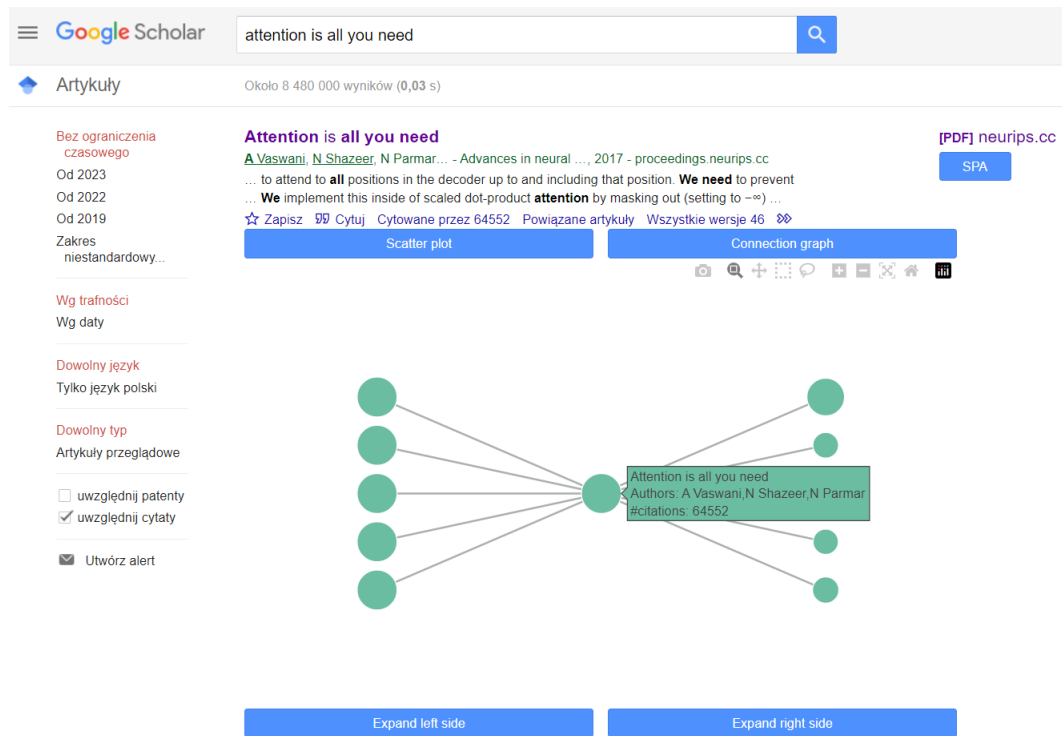 Google Scholar
attention is all you need
Artykuły
Około 8 480 000 wyników (0,03 s)
Bez ograniczenia
czasowego
Od 2023
Od 2022
Od 2019
Zakres
niestandardowy...
Wg trafności
Wg daty
Dowolny język
Tylko język polski
Dowolny typ
Artykuły przeglądowe
uwzględnij patenty
uwzględnij cytaty
Utwórz alert
Attention is all you need
A Vaswani, N Shazeer, N Parmar... - Advances in neural …, 2017 - proceedings.neurips.cc
… to attend to all positions in the decoder up to and including that position. We need to prevent
… We implement this inside of scaled dot-product attention by masking out (setting to −∞) …
Zapisz Cytuj Cytowane przez 64552 Powiązane artykuły Wszystkie wersje 46
[PDF] neurips.cc
SPA
Scatter plot
Connection graph
Attention is all you need
Authors: A Vaswani,N Shazeer,N Parmar
#citations: 64552
Expand left side
Expand right side